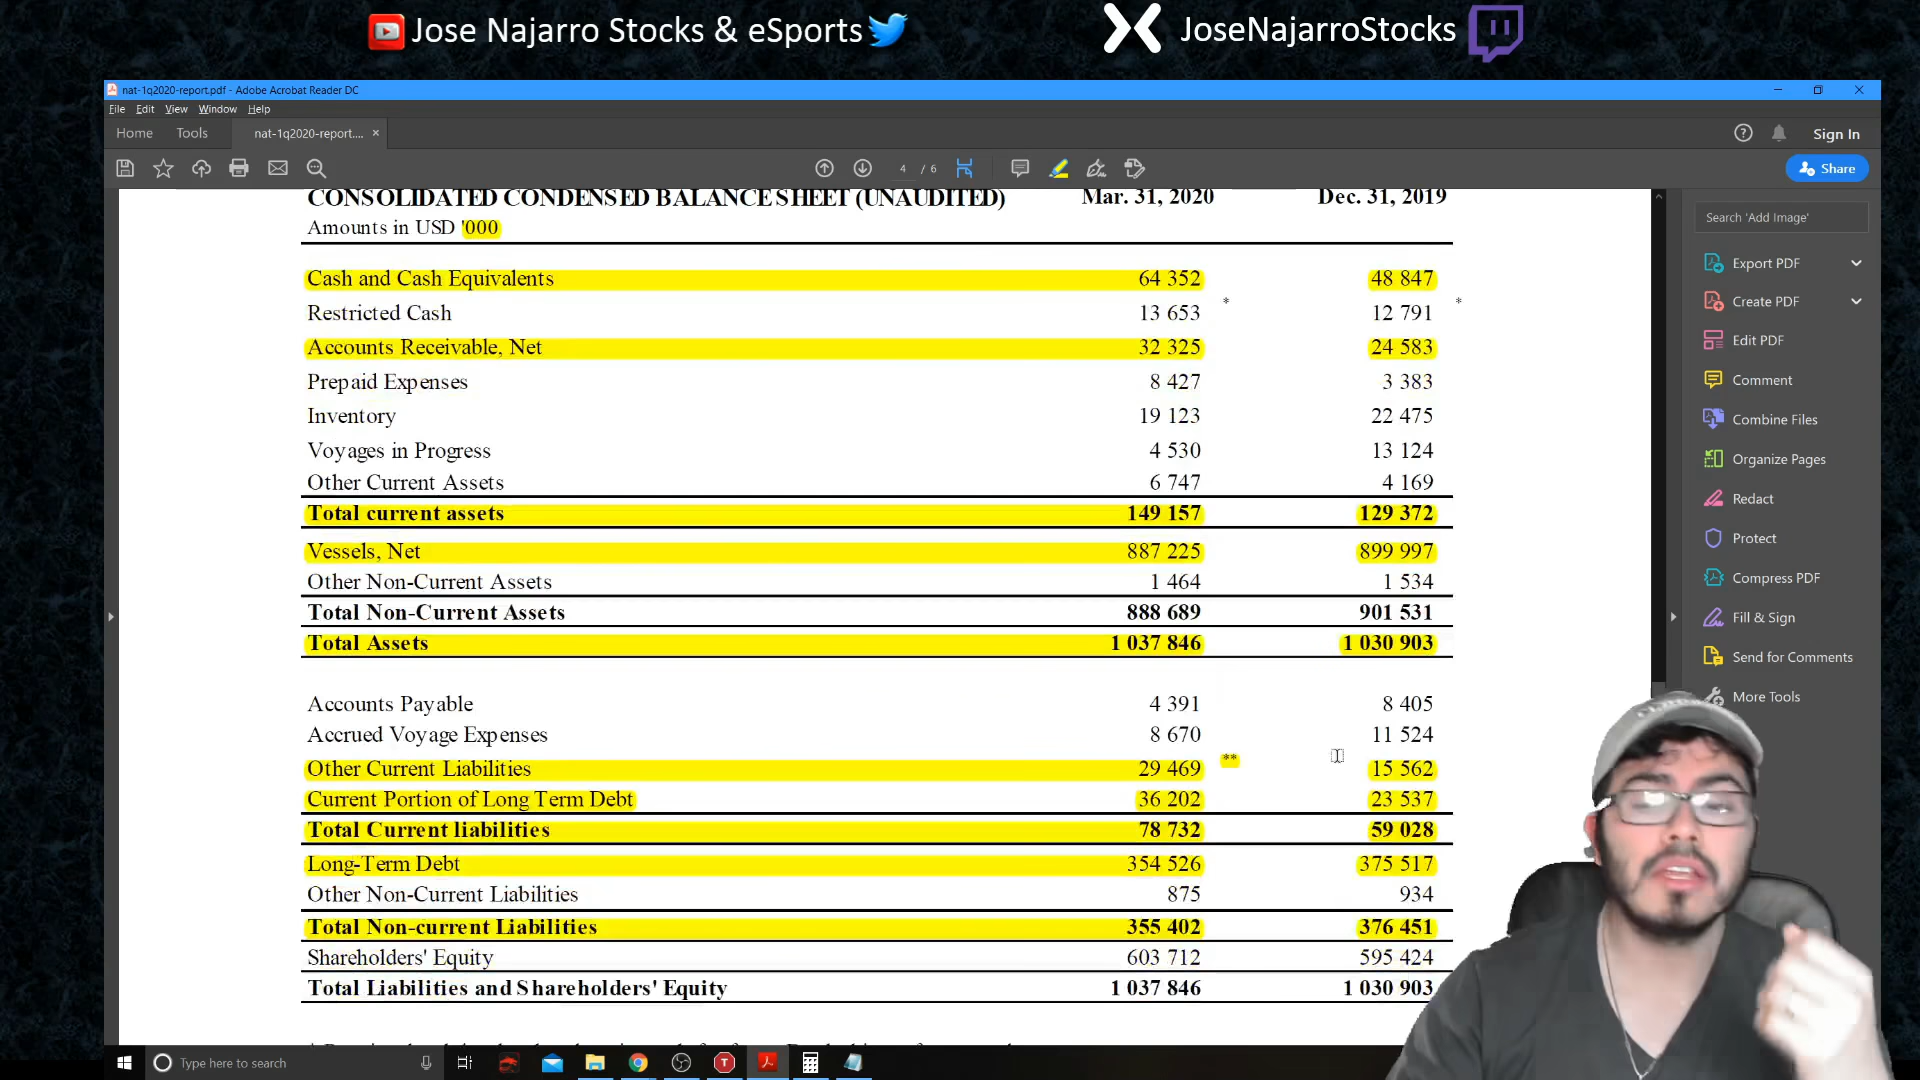 Jose Najarro Stocks & eSports JoseNajarroStocks
nat-1q2020-report.pdf - Adobe Acrobat Reader DC
File Edit View Window Help
Home Tools nat-1q2020-report.... × Sign In
4 / 6 Share
CONSOLIDATED CONDENSED BALANCE SHEET (UNAUDITED) Mar. 31, 2020 Dec. 31, 2019
Amounts in USD '000
Cash and Cash Equivalents 64 352 48 847
Restricted Cash 13 653 * 12 791 *
Accounts Receivable, Net 32 325 24 583
Prepaid Expenses 8 427 3 383
Inventory 19 123 22 475
Voyages in Progress 4 530 13 124
Other Current Assets 6 747 4 169
Total current assets 149 157 129 372
Vessels, Net 887 225 899 997
Other Non-Current Assets 1 464 1 534
Total Non-Current Assets 888 689 901 531
Total Assets 1 037 846 1 030 903
Accounts Payable 4 391 8 405
Accrued Voyage Expenses 8 670 11 524
Other Current Liabilities 29 469 ** 15 562
Current Portion of Long Term Debt 36 202 23 537
Total Current liabilities 78 732 59 028
Long-Term Debt 354 526 375 517
Other Non-Current Liabilities 875 934
Total Non-current Liabilities 355 402 376 451
Shareholders' Equity 603 712 595 424
Total Liabilities and Shareholders' Equity 1 037 846 1 030 903
Search 'Add Image'
Export PDF
Create PDF
Edit PDF
Comment
Combine Files
Organize Pages
Redact
Protect
Compress PDF
Fill & Sign
Send for Comments
More Tools
Type here to search